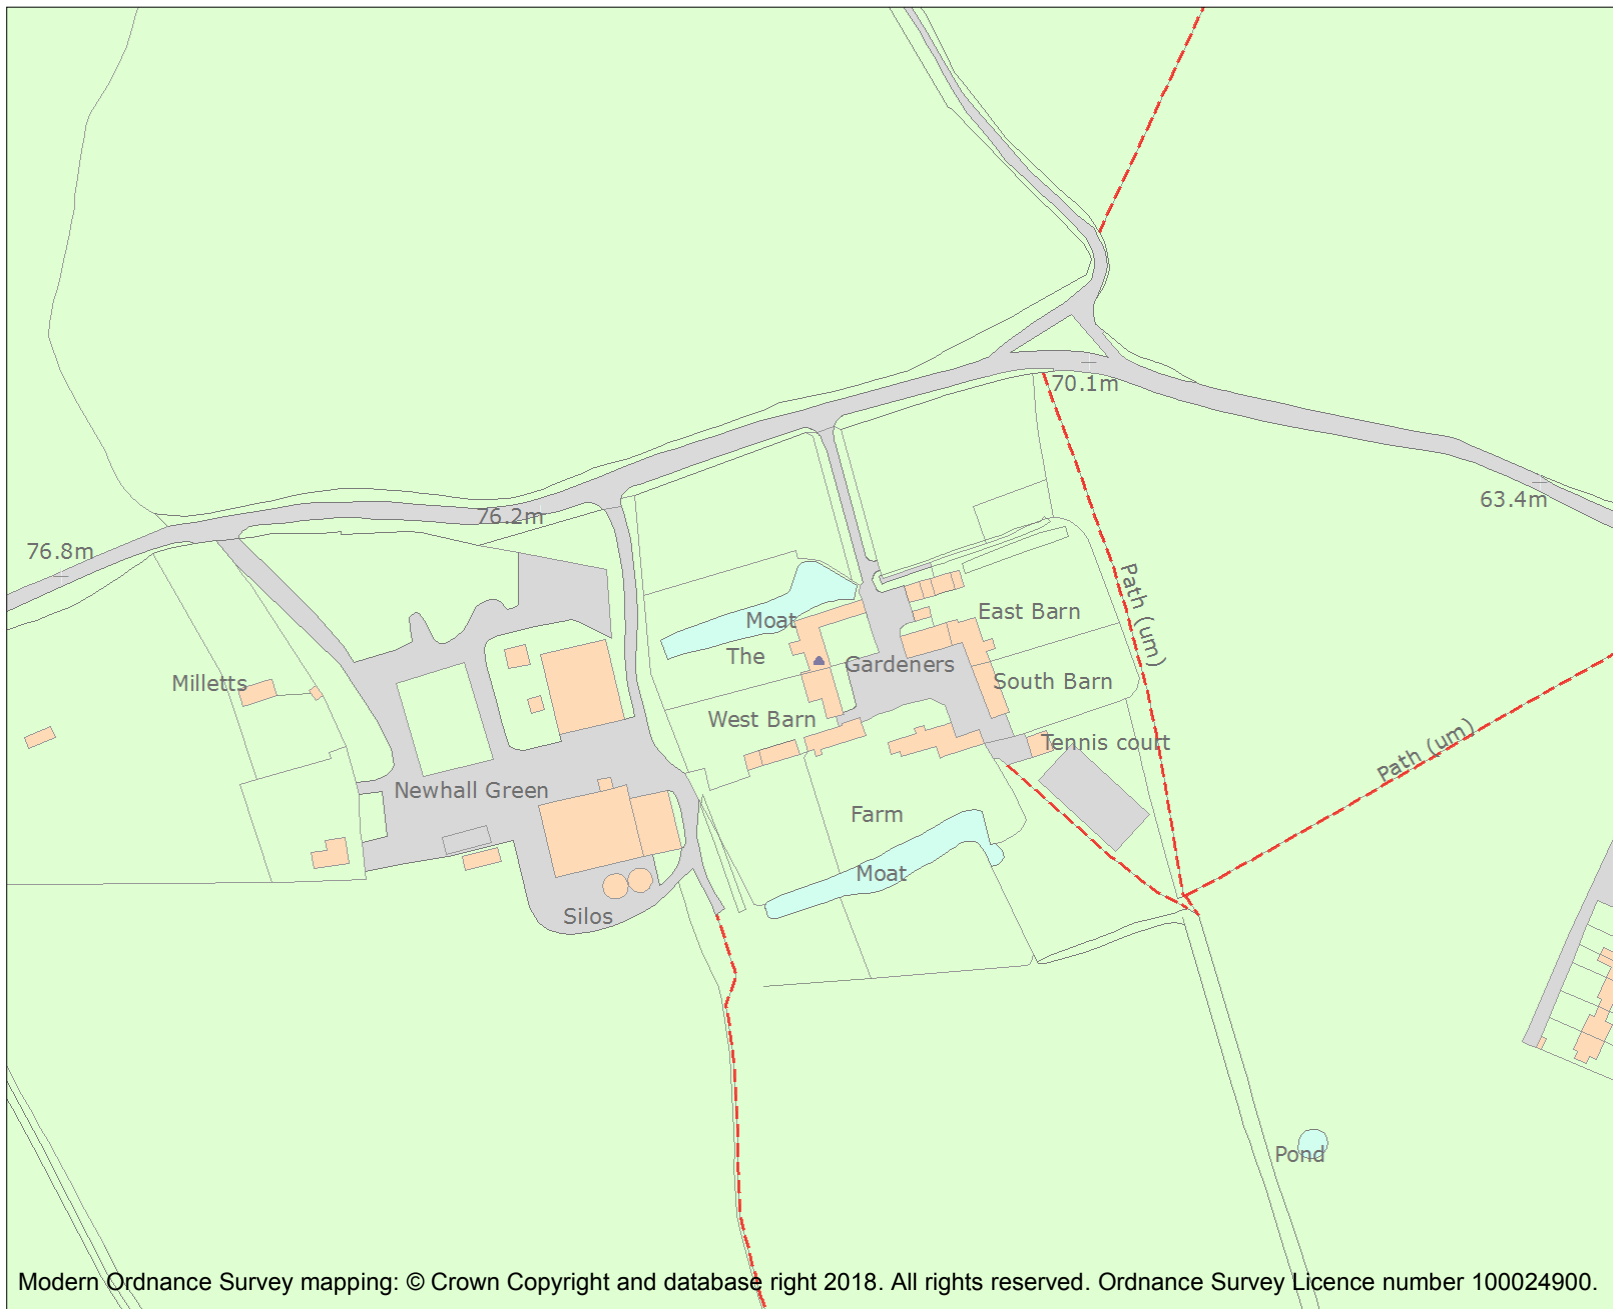 70.1m
63.4m
76.2m
76.8m
Path (um)
Moat
East Barn
The
Gardeners
Milletts
South Barn
West Barn
Tennis court
Path (um)
Newhall Green
Farm
Moat
Silos
Pond
Modern Ordnance Survey mapping: © Crown Copyright and database right 2018. All rights reserved. Ordnance Survey Licence number 100024900.